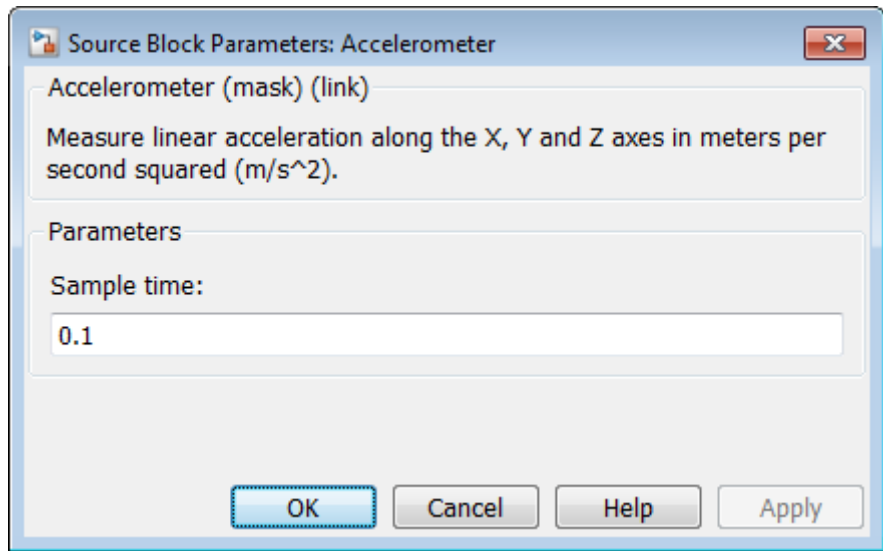 Source Block Parameters: Accelerometer
Accelerometer (mask) (link)
Measure linear acceleration along the X, Y and Z axes in meters per
second squared (m/s^2).
Parameters
Sample time:
0.1
OK Cancel Help Apply